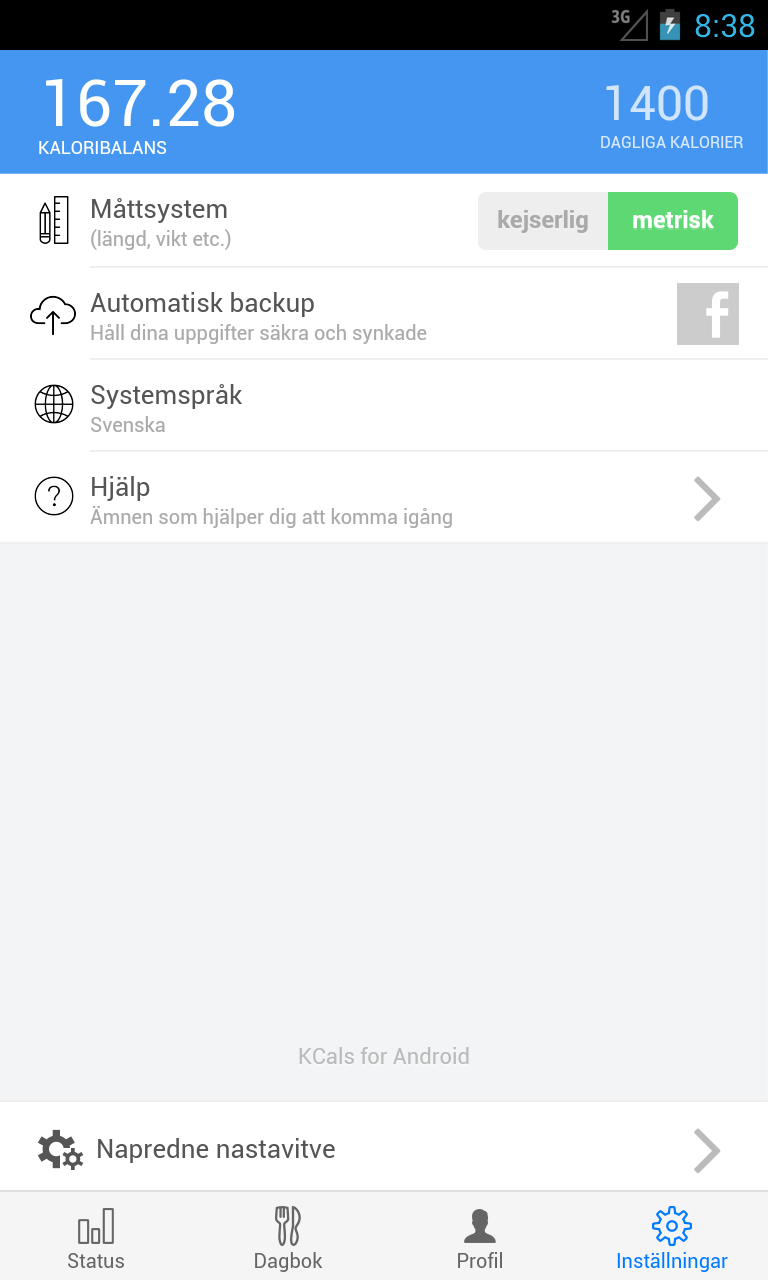 3G 8:38
167.28 1400
KALORIBALANS DAGLIGA KALORIER
Måttsystem
(längd, vikt etc.)
kejserlig metrisk
Automatisk backup
Håll dina uppgifter säkra och synkade
f
Systemspråk
Svenska
?
Hjälp
Ämnen som hjälper dig att komma igång
KCals for Android
Napredne nastavitve
Status Dagbok Profil Inställningar